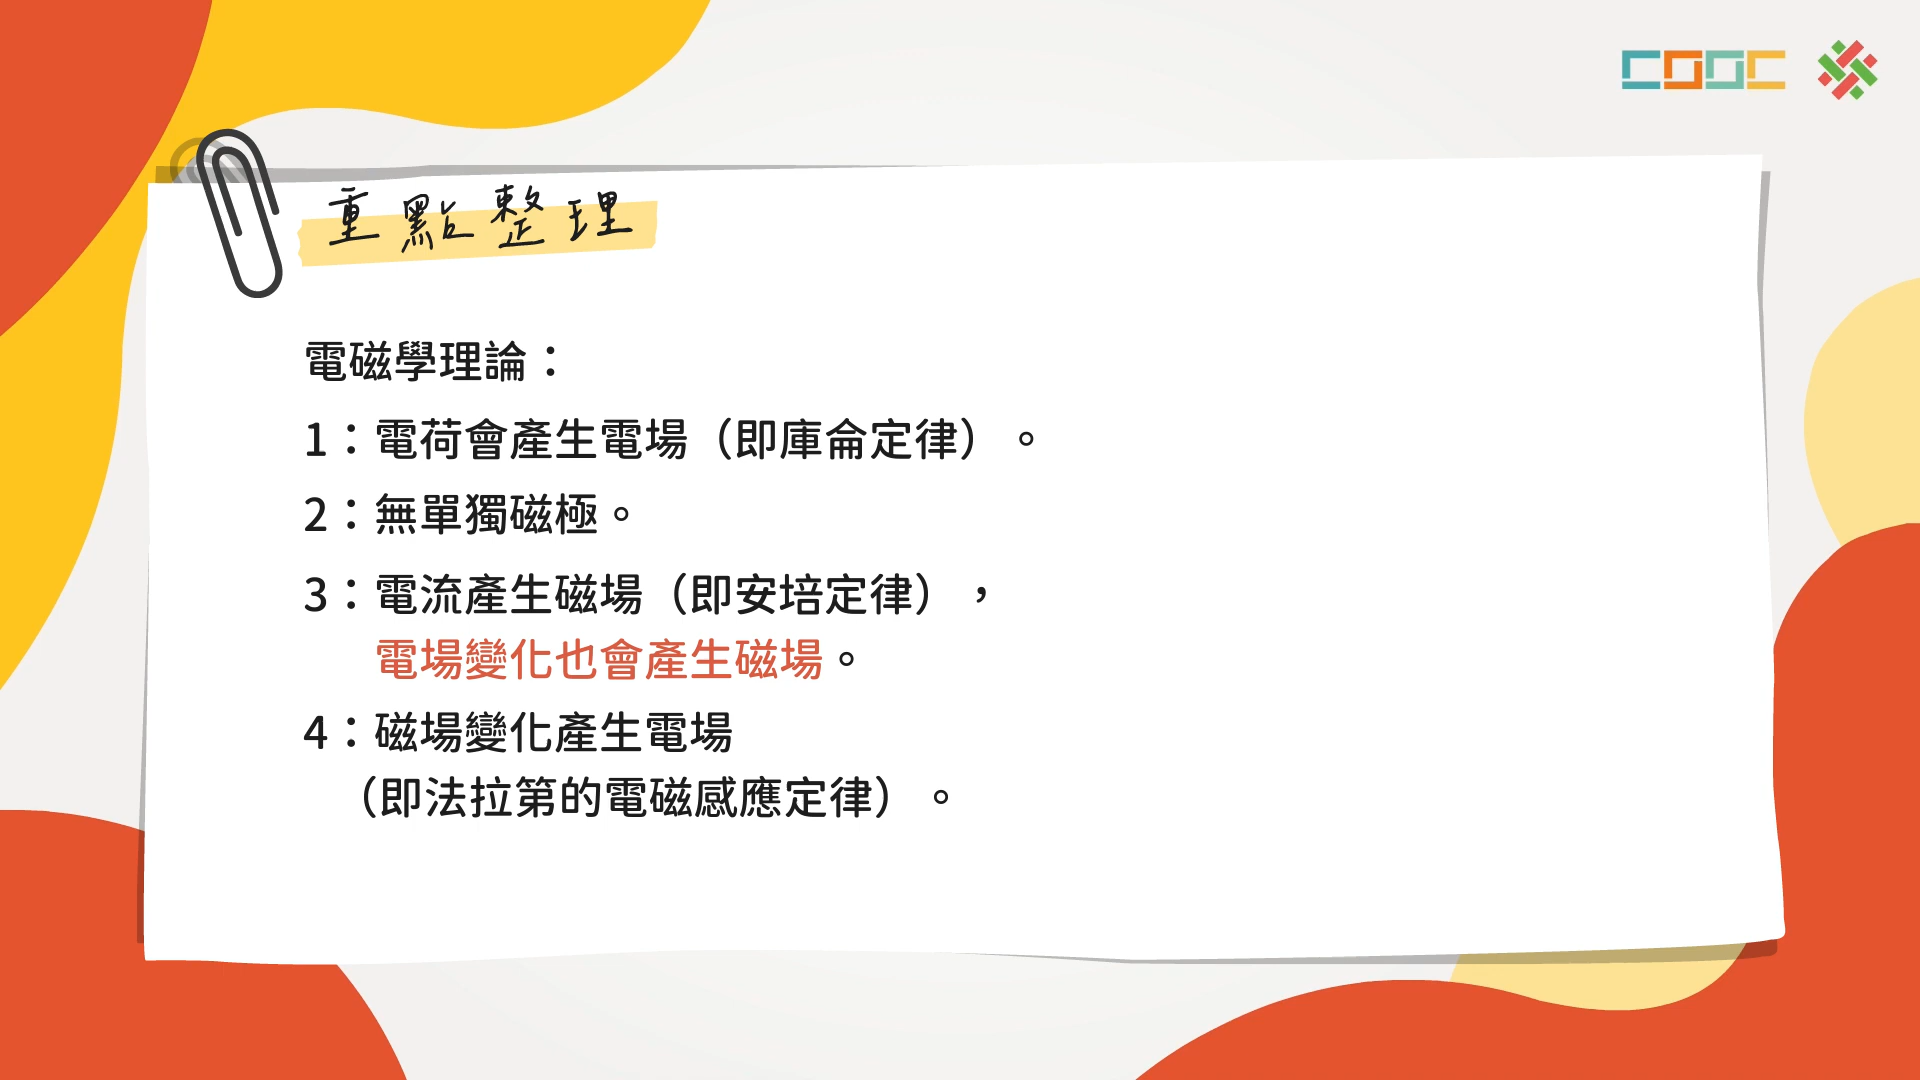 COOC
重點整理
電磁學理論：
1：電荷會產生電場（即庫侖定律）。
2：無單獨磁極。
3：電流產生磁場（即安培定律），
電場變化也會產生磁場。
4：磁場變化產生電場
（即法拉第的電磁感應定律）。